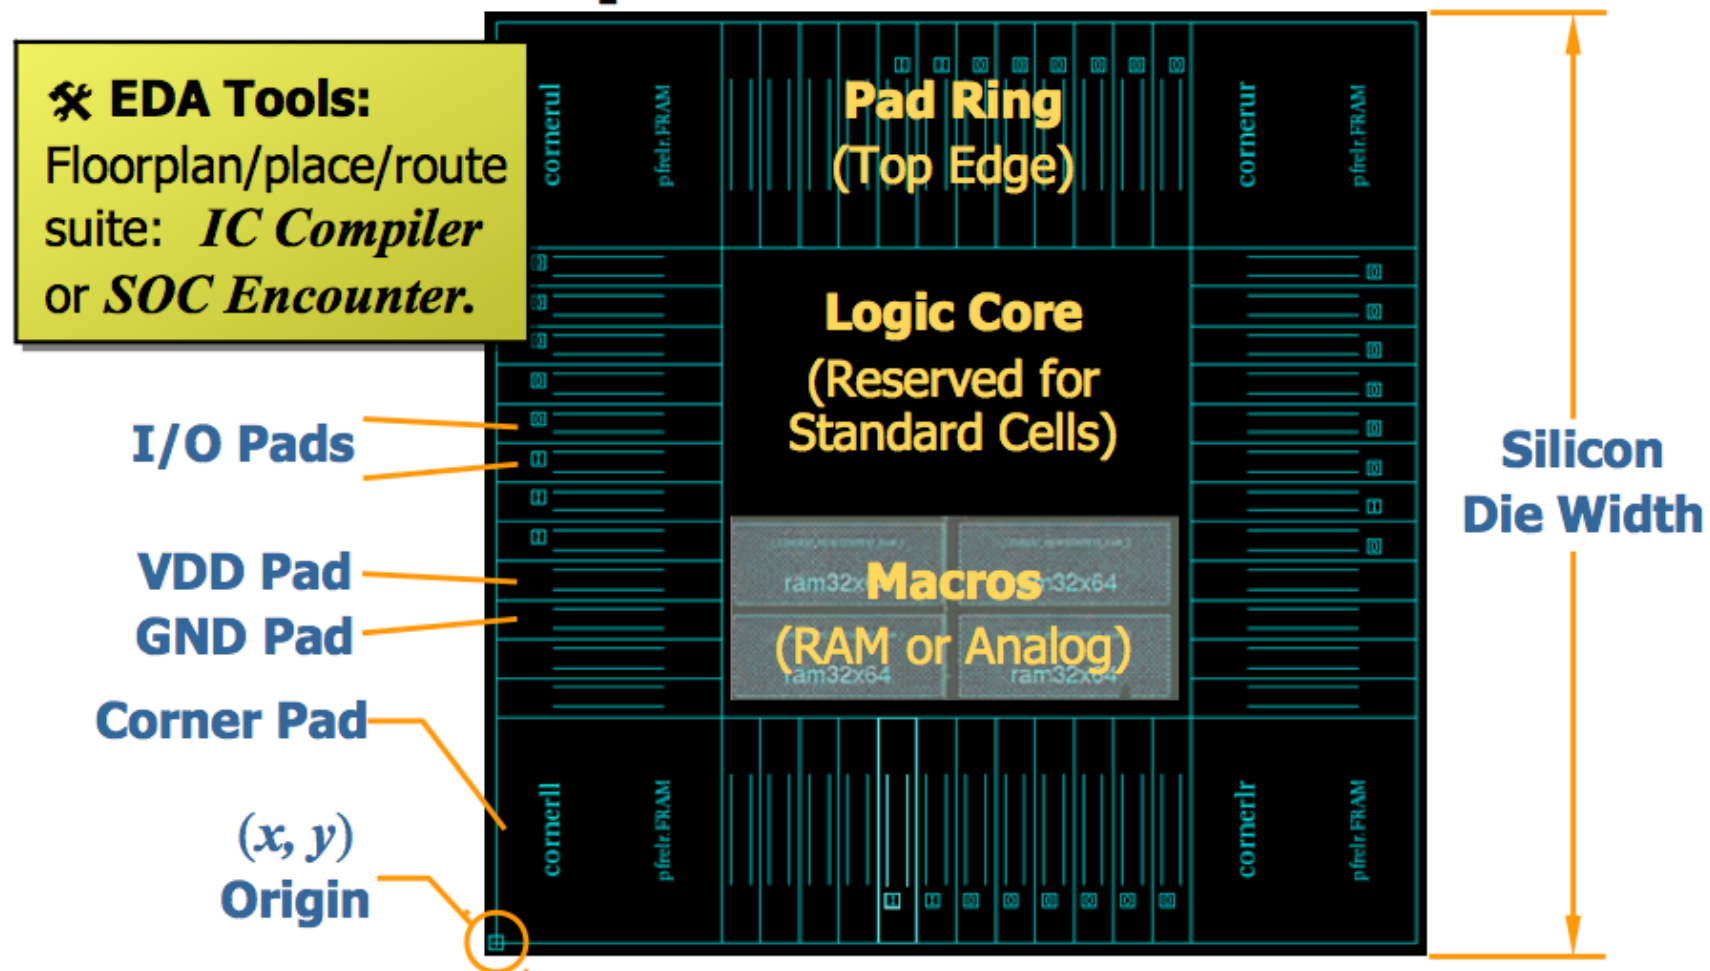 🛠 EDA Tools:
Floorplan/place/route
suite: IC Compiler
or SOC Encounter.
cornerul
pfrelr.FRAM
Pad Ring
(Top Edge)
cornerur
pfrelr.FRAM
Logic Core
(Reserved for
Standard Cells)
I/O Pads
VDD Pad
GND Pad
Corner Pad
(x, y)
Origin
Silicon
Die Width
ram32x64
Macros
(RAM or Analog)
ram32x64
ram32x64
cornerll
pfrelr.FRAM
cornerlr
pfrelr.FRAM